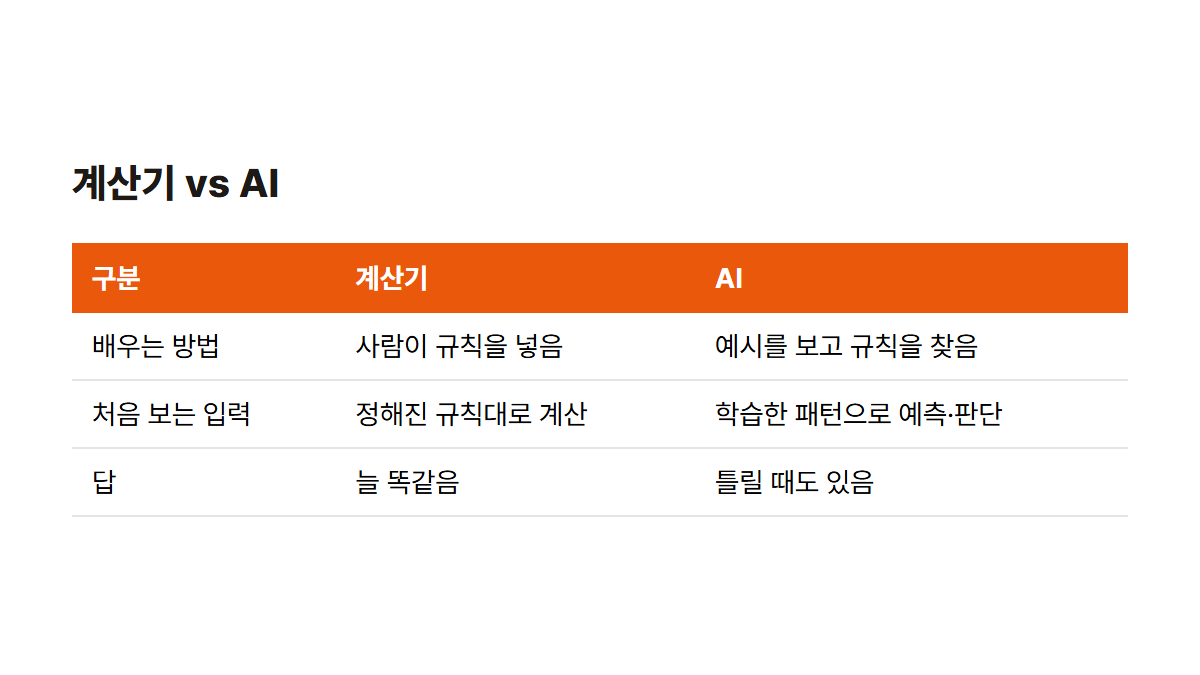 계산기 vs AI
구분 계산기 AI
배우는 방법 사람이 규칙을 넣음 예시를 보고 규칙을 찾음
처음 보는 입력 정해진 규칙대로 계산 학습한 패턴으로 예측·판단
답 늘 똑같음 틀릴 때도 있음